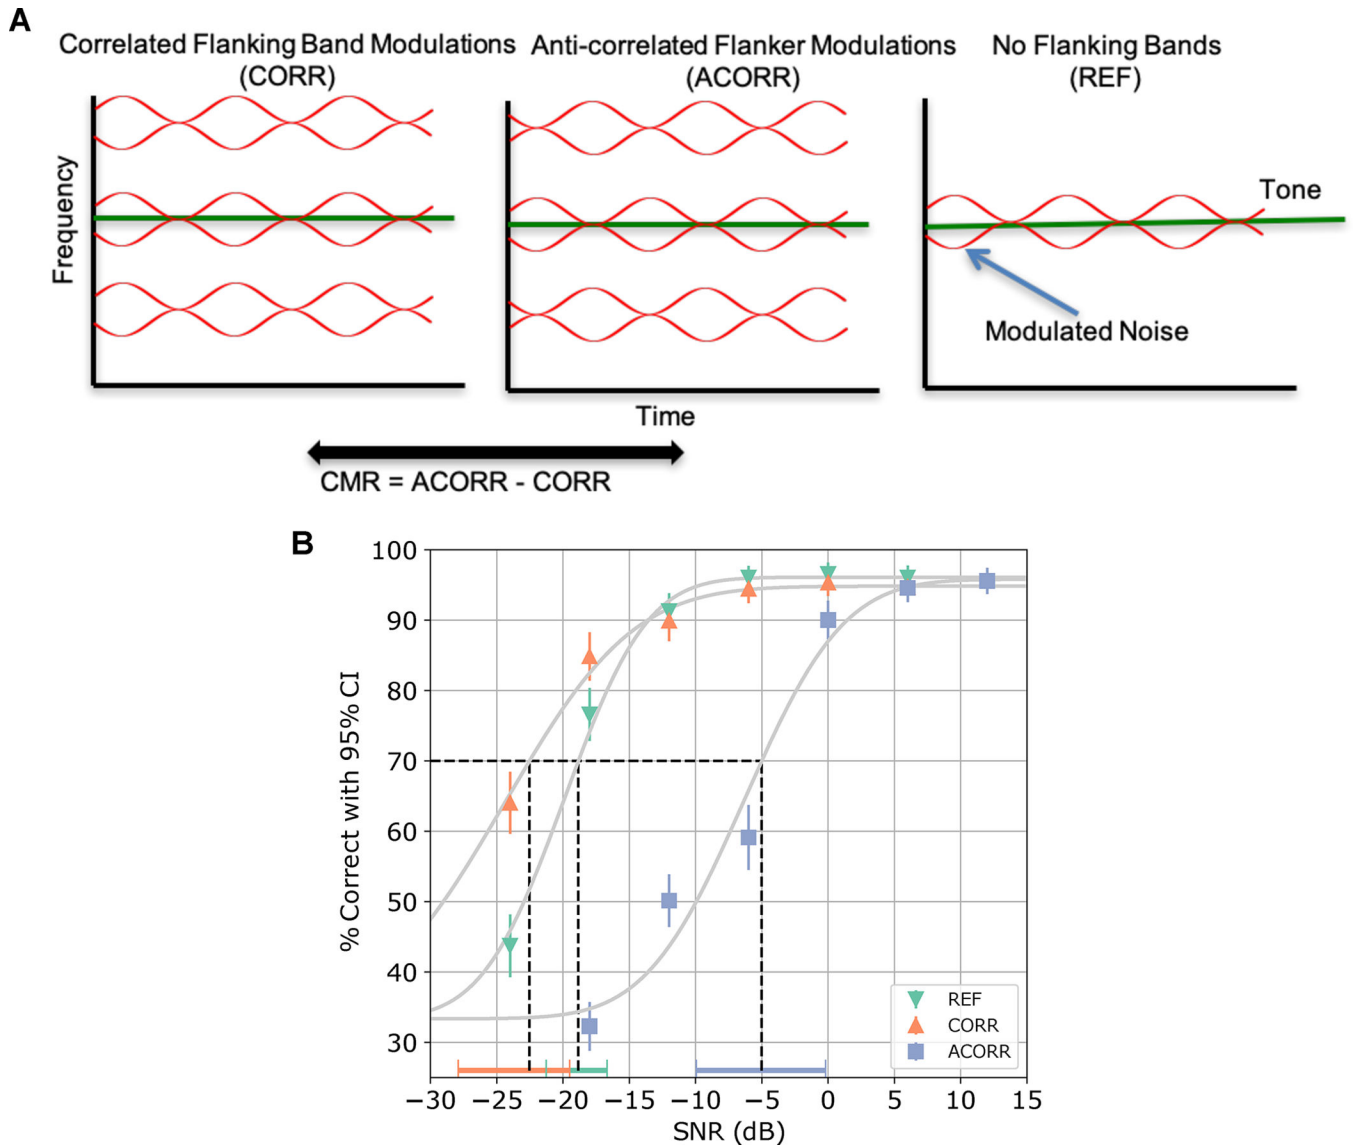 A
Correlated Flanking Band Modulations
(CORR)
Anti-correlated Flanker Modulations
(ACORR)
No Flanking Bands
(REF)
Frequency
Tone
Modulated Noise
Time
CMR = ACORR - CORR
B
% Correct with 95% CI
100
90
80
70
60
50
40
30
REF
CORR
ACORR
−30 −25 −20 −15 −10 −5 0 5 10 15
SNR (dB)